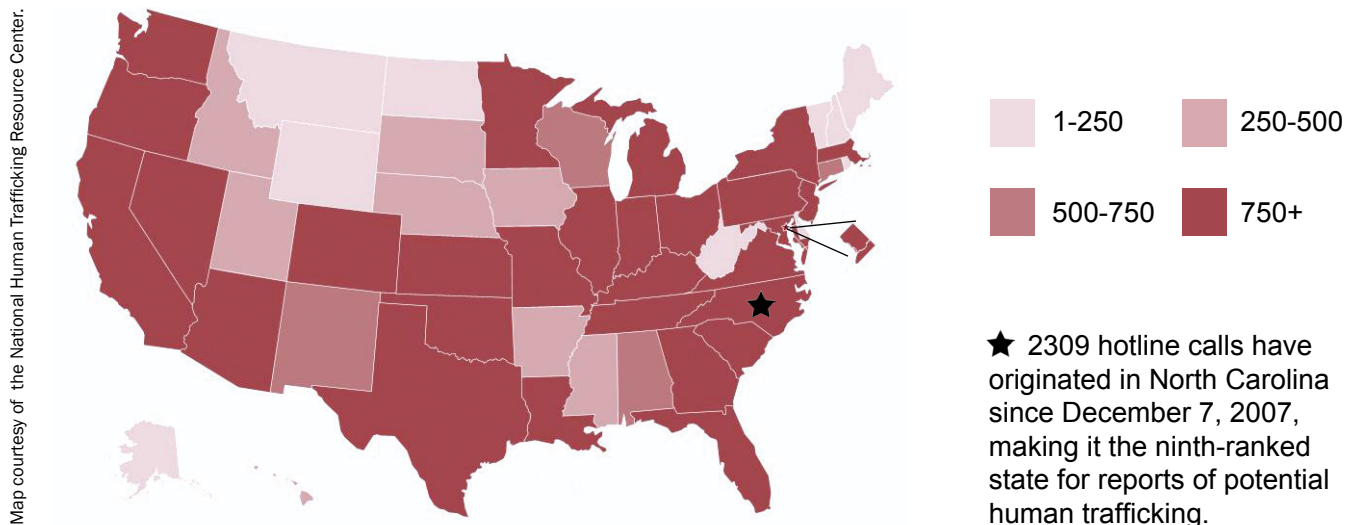 Map courtesy of the National Human Trafficking Resource Center.
1-250
250-500
500-750
750+
★ 2309 hotline calls have
originated in North Carolina
since December 7, 2007,
making it the ninth-ranked
state for reports of potential
human trafficking.